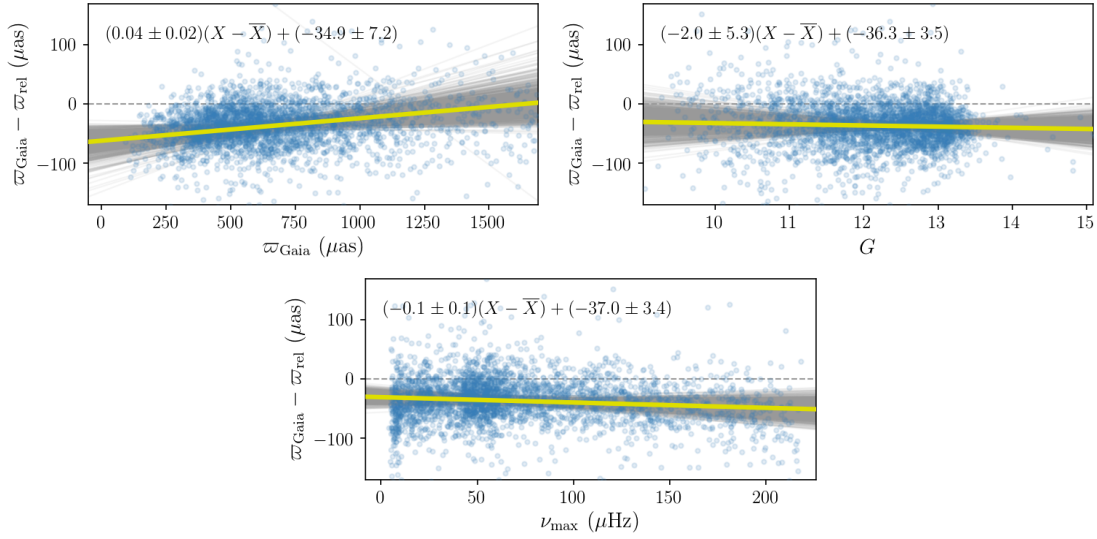 (0.04 ± 0.02)(X − X̅) + (−34.9 ± 7.2)
100
0
−100
ϖGaia − ϖrel (μas)
0 250 500 750 1000 1250 1500
ϖGaia (μas)
(−2.0 ± 5.3)(X − X̅) + (−36.3 ± 3.5)
100
0
−100
ϖGaia − ϖrel (μas)
10 11 12 13 14 15
G
(−0.1 ± 0.1)(X − X̅) + (−37.0 ± 3.4)
100
0
−100
ϖGaia − ϖrel (μas)
0 50 100 150 200
νmax (μHz)